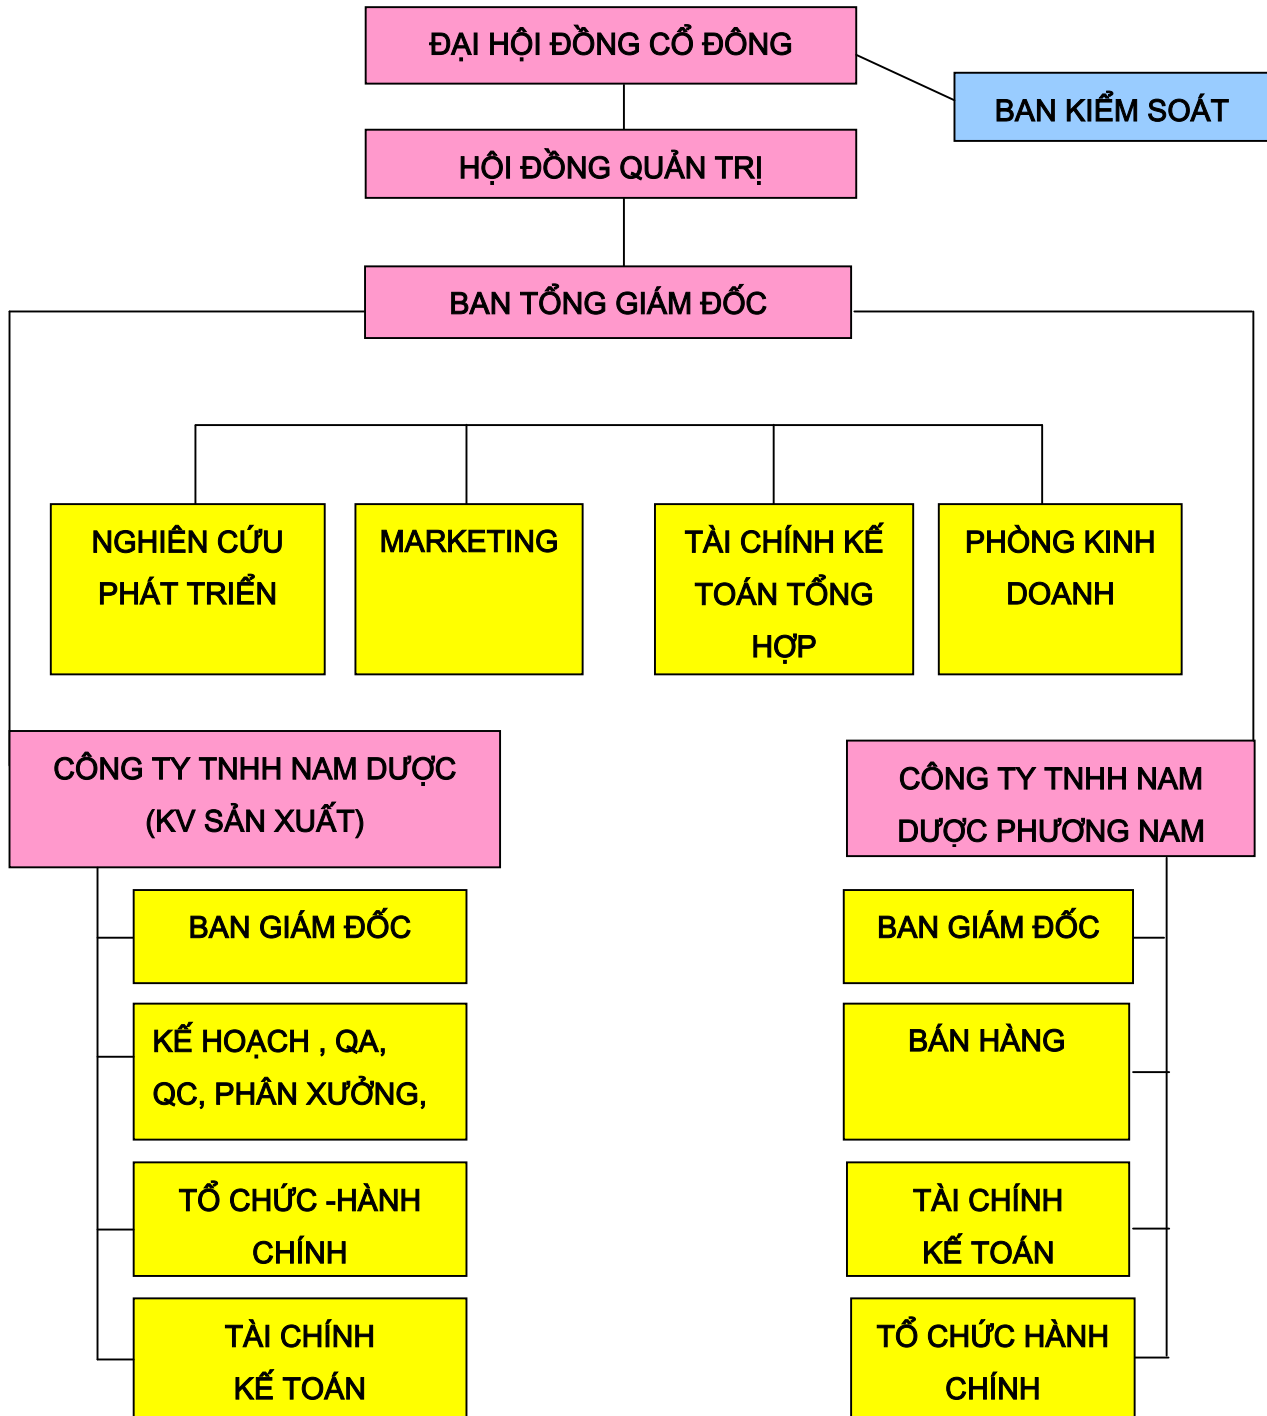 ĐẠI HỘI ĐỒNG CỔ ĐÔNG
BAN KIỂM SOÁT
HỘI ĐỒNG QUẢN TRỊ
BAN TỔNG GIÁM ĐỐC
NGHIÊN CỨU
PHÁT TRIỂN
MARKETING
TÀI CHÍNH KẾ
TOÁN TỔNG
HỢP
PHÒNG KINH
DOANH
CÔNG TY TNHH NAM DƯỢC
(KV SẢN XUẤT)
CÔNG TY TNHH NAM
DƯỢC PHƯƠNG NAM
BAN GIÁM ĐỐC
KẾ HOẠCH , QA,
QC, PHÂN XƯỞNG,
TỔ CHỨC -HÀNH
CHÍNH
TÀI CHÍNH
KẾ TOÁN
BAN GIÁM ĐỐC
BÁN HÀNG
TÀI CHÍNH
KẾ TOÁN
TỔ CHỨC HÀNH
CHÍNH